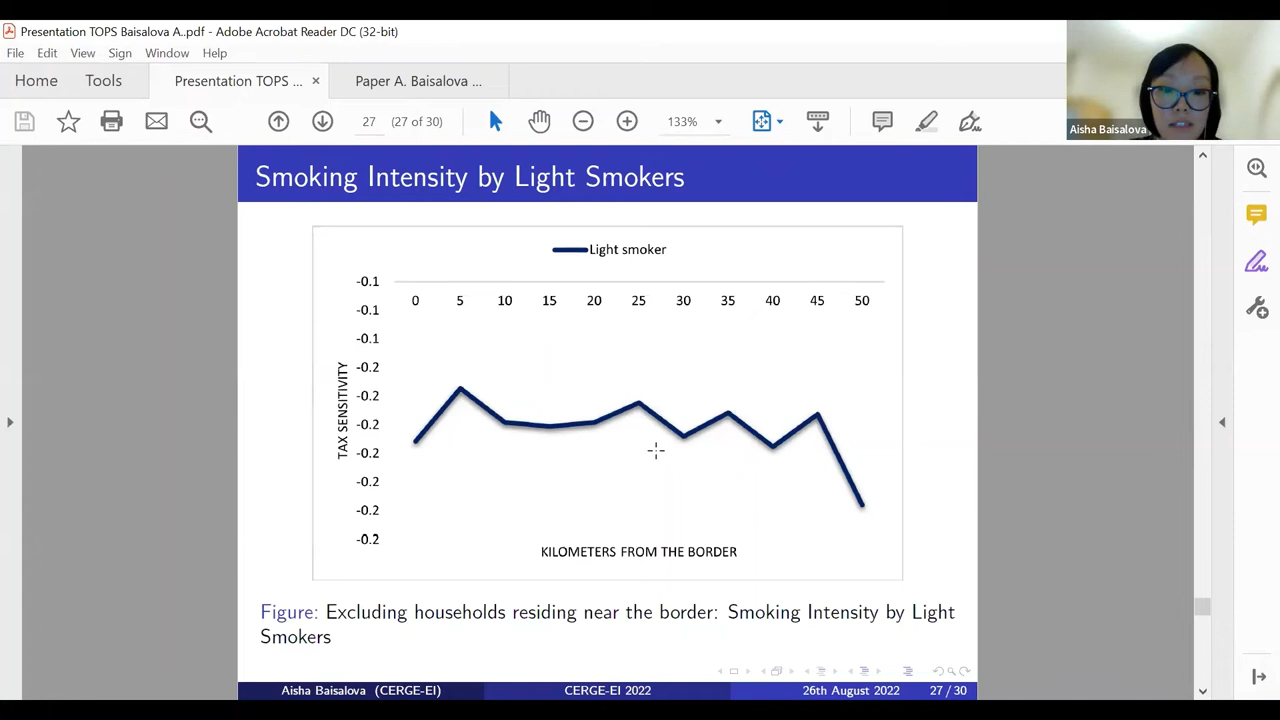 Presentation TOPS Baisalova A..pdf - Adobe Acrobat Reader DC (32-bit)
File Edit View Sign Window Help
Home Tools Presentation TOPS ... × Paper A. Baisalova ...
27 (27 of 30) 133%
Aisha Baisalova
Smoking Intensity by Light Smokers
Light smoker
-0.1
0 5 10 15 20 25 30 35 40 45 50
-0.1
-0.1
-0.2
-0.2
-0.2
-0.2
-0.2
-0.2
-0.2
TAX SENSITIVITY
KILOMETERS FROM THE BORDER
Figure: Excluding households residing near the border: Smoking Intensity by Light
Smokers
Aisha Baisalova (CERGE-EI) CERGE-EI 2022 26th August 2022 27 / 30